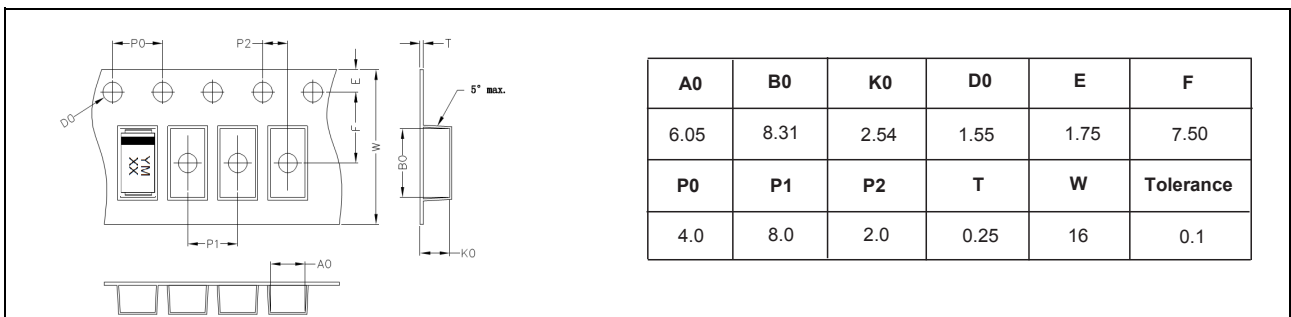 P0 P2 T
E
5° max.
D0
F
W
B0
YM
XX
P1
K0
A0
A0 B0 K0 D0 E F
6.05 8.31 2.54 1.55 1.75 7.50
P0 P1 P2 T W Tolerance
4.0 8.0 2.0 0.25 16 0.1